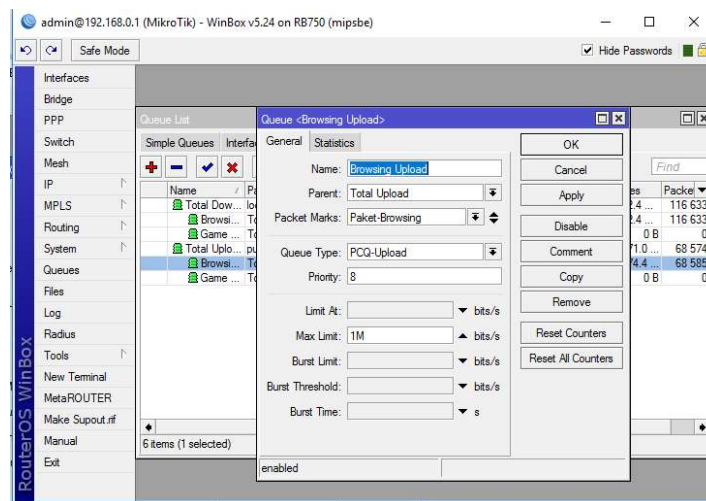 admin@192.168.0.1 (MikroTik) - WinBox v5.24 on RB750 (mipsbe)
Safe Mode
Hide Passwords
RouterOS WinBox
Interfaces
Bridge
PPP
Switch
Mesh
IP
MPLS
Routing
System
Queues
Files
Log
Radius
Tools
New Terminal
MetaROUTER
Make Supout.rif
Manual
Exit
Queue List
Simple Queues Interfa
Find
Name
Packe
Total Dow...
116 633
Browsi...
116 633
Game ...
0 B 0
Total Uplo...
71.0 ... 68 574
Browsi...
74.4 ... 68 585
Game ...
0 B 0
6 items (1 selected)
Queue <Browsing Upload>
General Statistics
Name: Browsing Upload
Parent: Total Upload
Packet Marks: Paket-Browsing
Queue Type: PCQ-Upload
Priority: 8
Limit At: bits/s
Max Limit: 1M bits/s
Burst Limit: bits/s
Burst Threshold: bits/s
Burst Time: s
OK
Cancel
Apply
Disable
Comment
Copy
Remove
Reset Counters
Reset All Counters
enabled